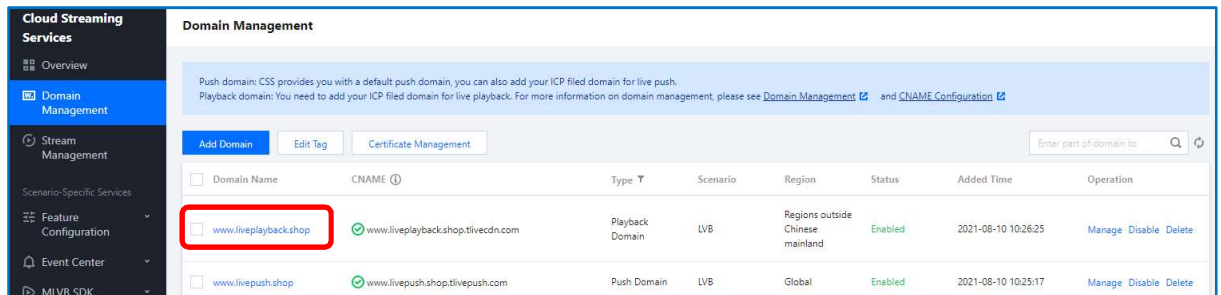 Cloud Streaming
Services
Domain Management
Overview
Domain
Management
Stream
Management
Scenario-Specific Services
Feature
Configuration
Event Center
MLVB SDK
Push domain: CSS provides you with a default push domain, you can also add your ICP filed domain for live push.
Playback domain: You need to add your ICP filed domain for live playback. For more information on domain management, please see Domain Management and CNAME Configuration
Add Domain Edit Tag Certificate Management Enter part of domain to
Domain Name CNAME Type Scenario Region Status Added Time Operation
www.liveplayback.shop www.liveplayback.shop.tlivecdn.com Playback Domain LVB Regions outside Chinese mainland Enabled 2021-08-10 10:26:25 Manage Disable Delete
www.livepush.shop www.livepush.shop.tlivepush.com Push Domain LVB Global Enabled 2021-08-10 10:25:17 Manage Disable Delete